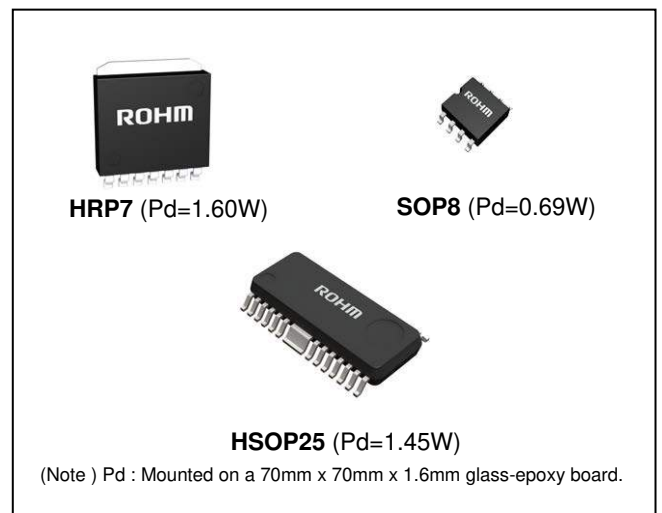 ROHM
ROHM
HRP7 (Pd=1.60W)
SOP8 (Pd=0.69W)
ROHM
HSOP25 (Pd=1.45W)
(Note ) Pd : Mounted on a 70mm x 70mm x 1.6mm glass-epoxy board.